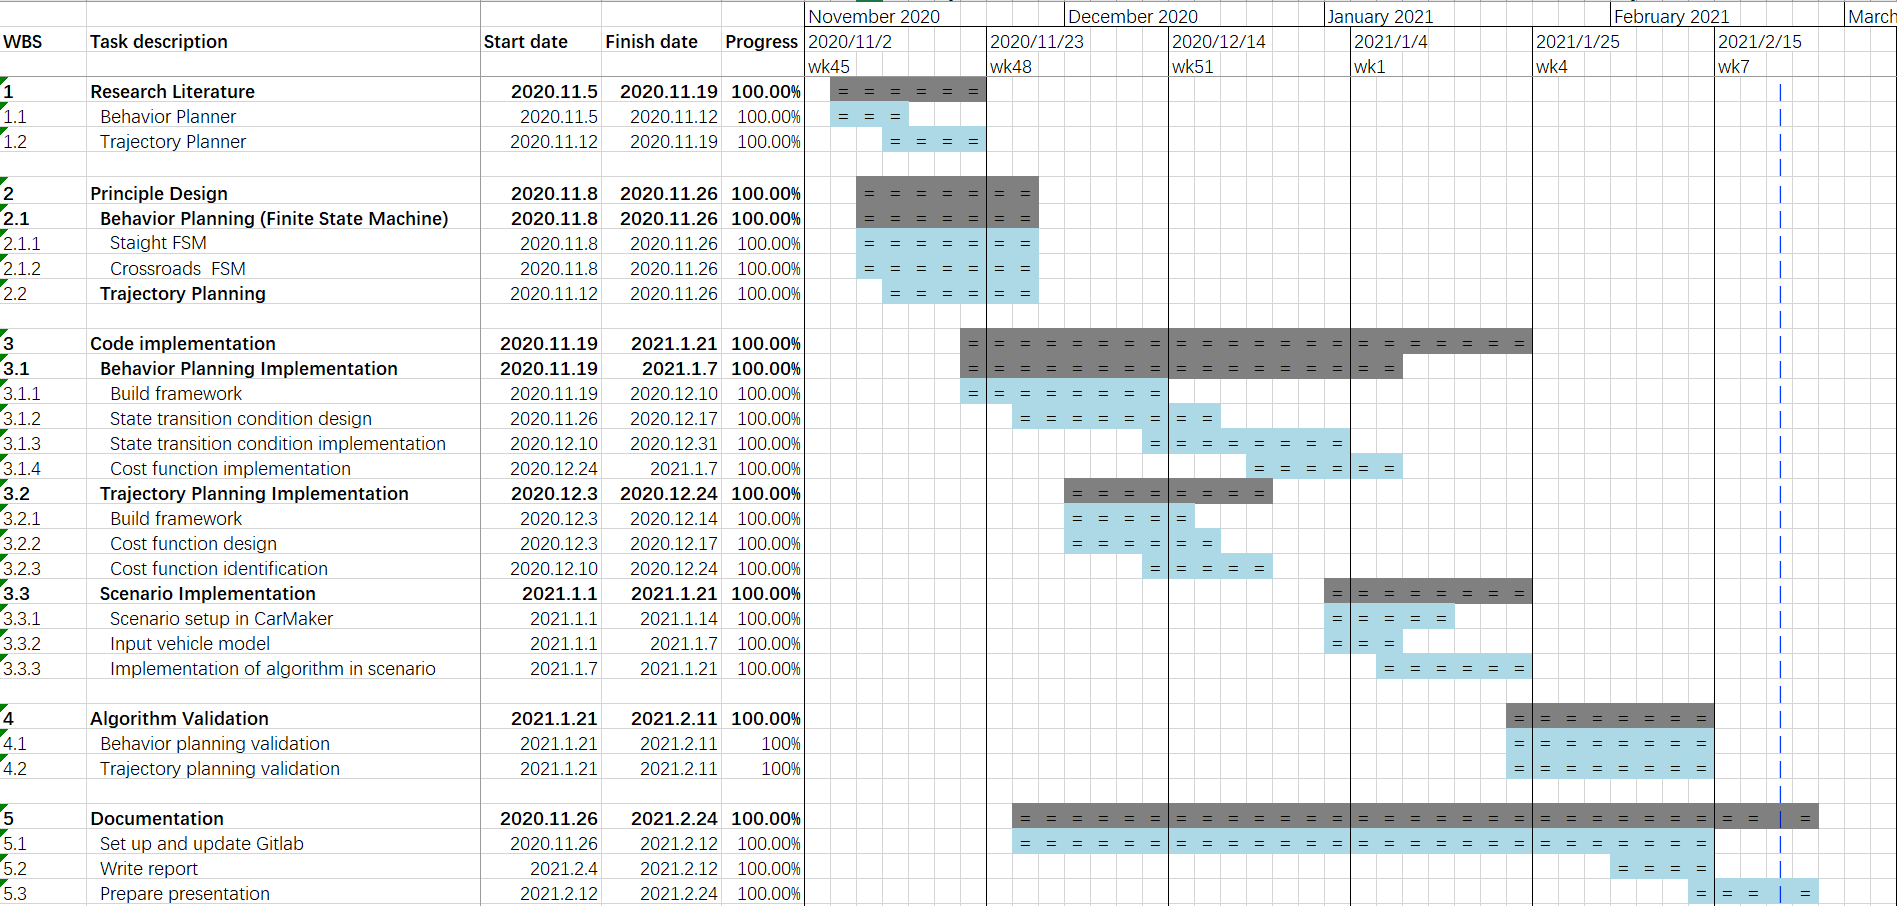 November 2020 December 2020 January 2021 February 2021 March
WBS Task description Start date Finish date Progress 2020/11/2 2020/11/23 2020/12/14 2021/1/4 2021/1/25 2021/2/15
wk45 wk48 wk51 wk1 wk4 wk7
1 Research Literature 2020.11.5 2020.11.19 100.00% = = = = = =
1.1 Behavior Planner 2020.11.5 2020.11.12 100.00% = = =
1.2 Trajectory Planner 2020.11.12 2020.11.19 100.00% = = = =
2 Principle Design 2020.11.8 2020.11.26 100.00% = = = = = = =
2.1 Behavior Planning (Finite State Machine) 2020.11.8 2020.11.26 100.00% = = = = = = =
2.1.1 Staight FSM 2020.11.8 2020.11.26 100.00% = = = = = = =
2.1.2 Crossroads FSM 2020.11.8 2020.11.26 100.00% = = = = = = =
2.2 Trajectory Planning 2020.11.12 2020.11.26 100.00% = = = = = =
3 Code implementation 2020.11.19 2021.1.21 100.00% = = = = = = = = = = = = = = = = = = = = = =
3.1 Behavior Planning Implementation 2020.11.19 2021.1.7 100.00% = = = = = = = = = = = = = = = = =
3.1.1 Build framework 2020.11.19 2020.12.10 100.00% = = = = = = = =
3.1.2 State transition condition design 2020.11.26 2020.12.17 100.00% = = = = = = = =
3.1.3 State transition condition implementation 2020.12.10 2020.12.31 100.00% = = = = = = = =
3.1.4 Cost function implementation 2020.12.24 2021.1.7 100.00% = = = = = =
3.2 Trajectory Planning Implementation 2020.12.3 2020.12.24 100.00% = = = = = = = =
3.2.1 Build framework 2020.12.3 2020.12.14 100.00% = = = = =
3.2.2 Cost function design 2020.12.3 2020.12.17 100.00% = = = = = =
3.2.3 Cost function identification 2020.12.10 2020.12.24 100.00% = = = = =
3.3 Scenario Implementation 2021.1.1 2021.1.21 100.00% = = = = = = = =
3.3.1 Scenario setup in CarMaker 2021.1.1 2021.1.14 100.00% = = = = =
3.3.2 Input vehicle model 2021.1.1 2021.1.7 100.00% = = =
3.3.3 Implementation of algorithm in scenario 2021.1.7 2021.1.21 100.00% = = = = = =
4 Algorithm Validation 2021.1.21 2021.2.11 100.00% = = = = = = = =
4.1 Behavior planning validation 2021.1.21 2021.2.11 100% = = = = = = = =
4.2 Trajectory planning validation 2021.1.21 2021.2.11 100% = = = = = = = =
5 Documentation 2020.11.26 2021.2.24 100.00% = = = = = = = = = = = = = = = = = = = = = = = = = = = = = =
5.1 Set up and update Gitlab 2020.11.26 2021.2.12 100.00% = = = = = = = = = = = = = = = = = = = = = = = = = = =
5.2 Write report 2021.2.4 2021.2.12 100.00% = = = =
5.3 Prepare presentation 2021.2.12 2021.2.24 100.00% = = = =